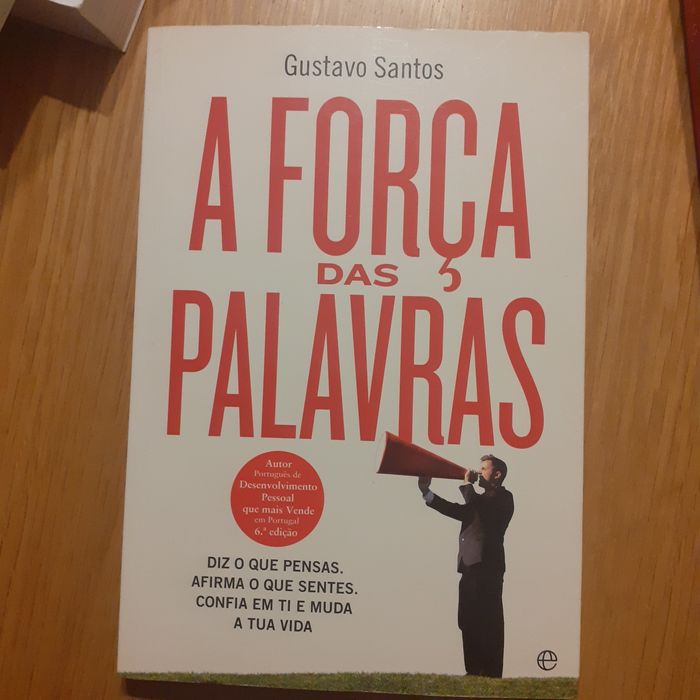 Gustavo Santos
A FORÇA
DAS
PALAVRAS
Autor
Português de
Desenvolvimento
Pessoal
que mais Vende
em Portugal
6.ª edição
DIZ O QUE PENSAS.
AFIRMA O QUE SENTES.
CONFIA EM TI E MUDA
A TUA VIDA